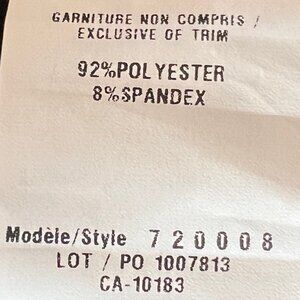 GARNITURE NON COMPRIS /
EXCLUSIVE OF TRIM
92%POLYESTER
8%SPANDEX
Modèle/Style 720008
LOT / PO 1007813
CA-10183